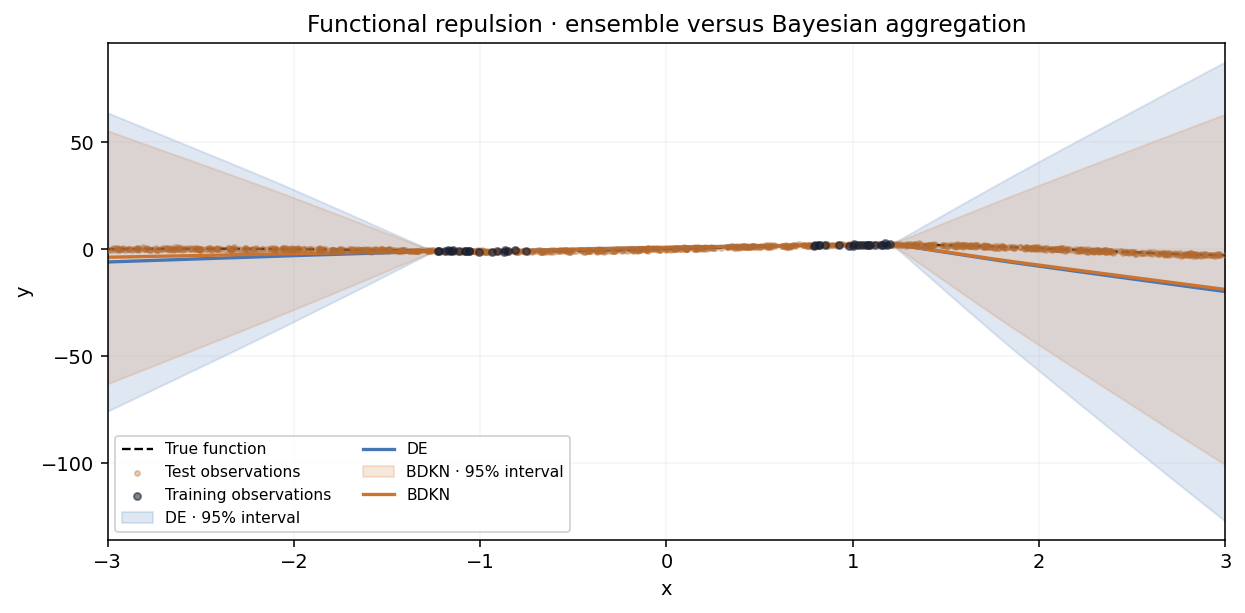 Functional repulsion · ensemble versus Bayesian aggregation
50
0
−50
−100
y
True function
Test observations
Training observations
DE · 95% interval
DE
BDKN · 95% interval
BDKN
−3 −2 −1 0 1 2 3
x